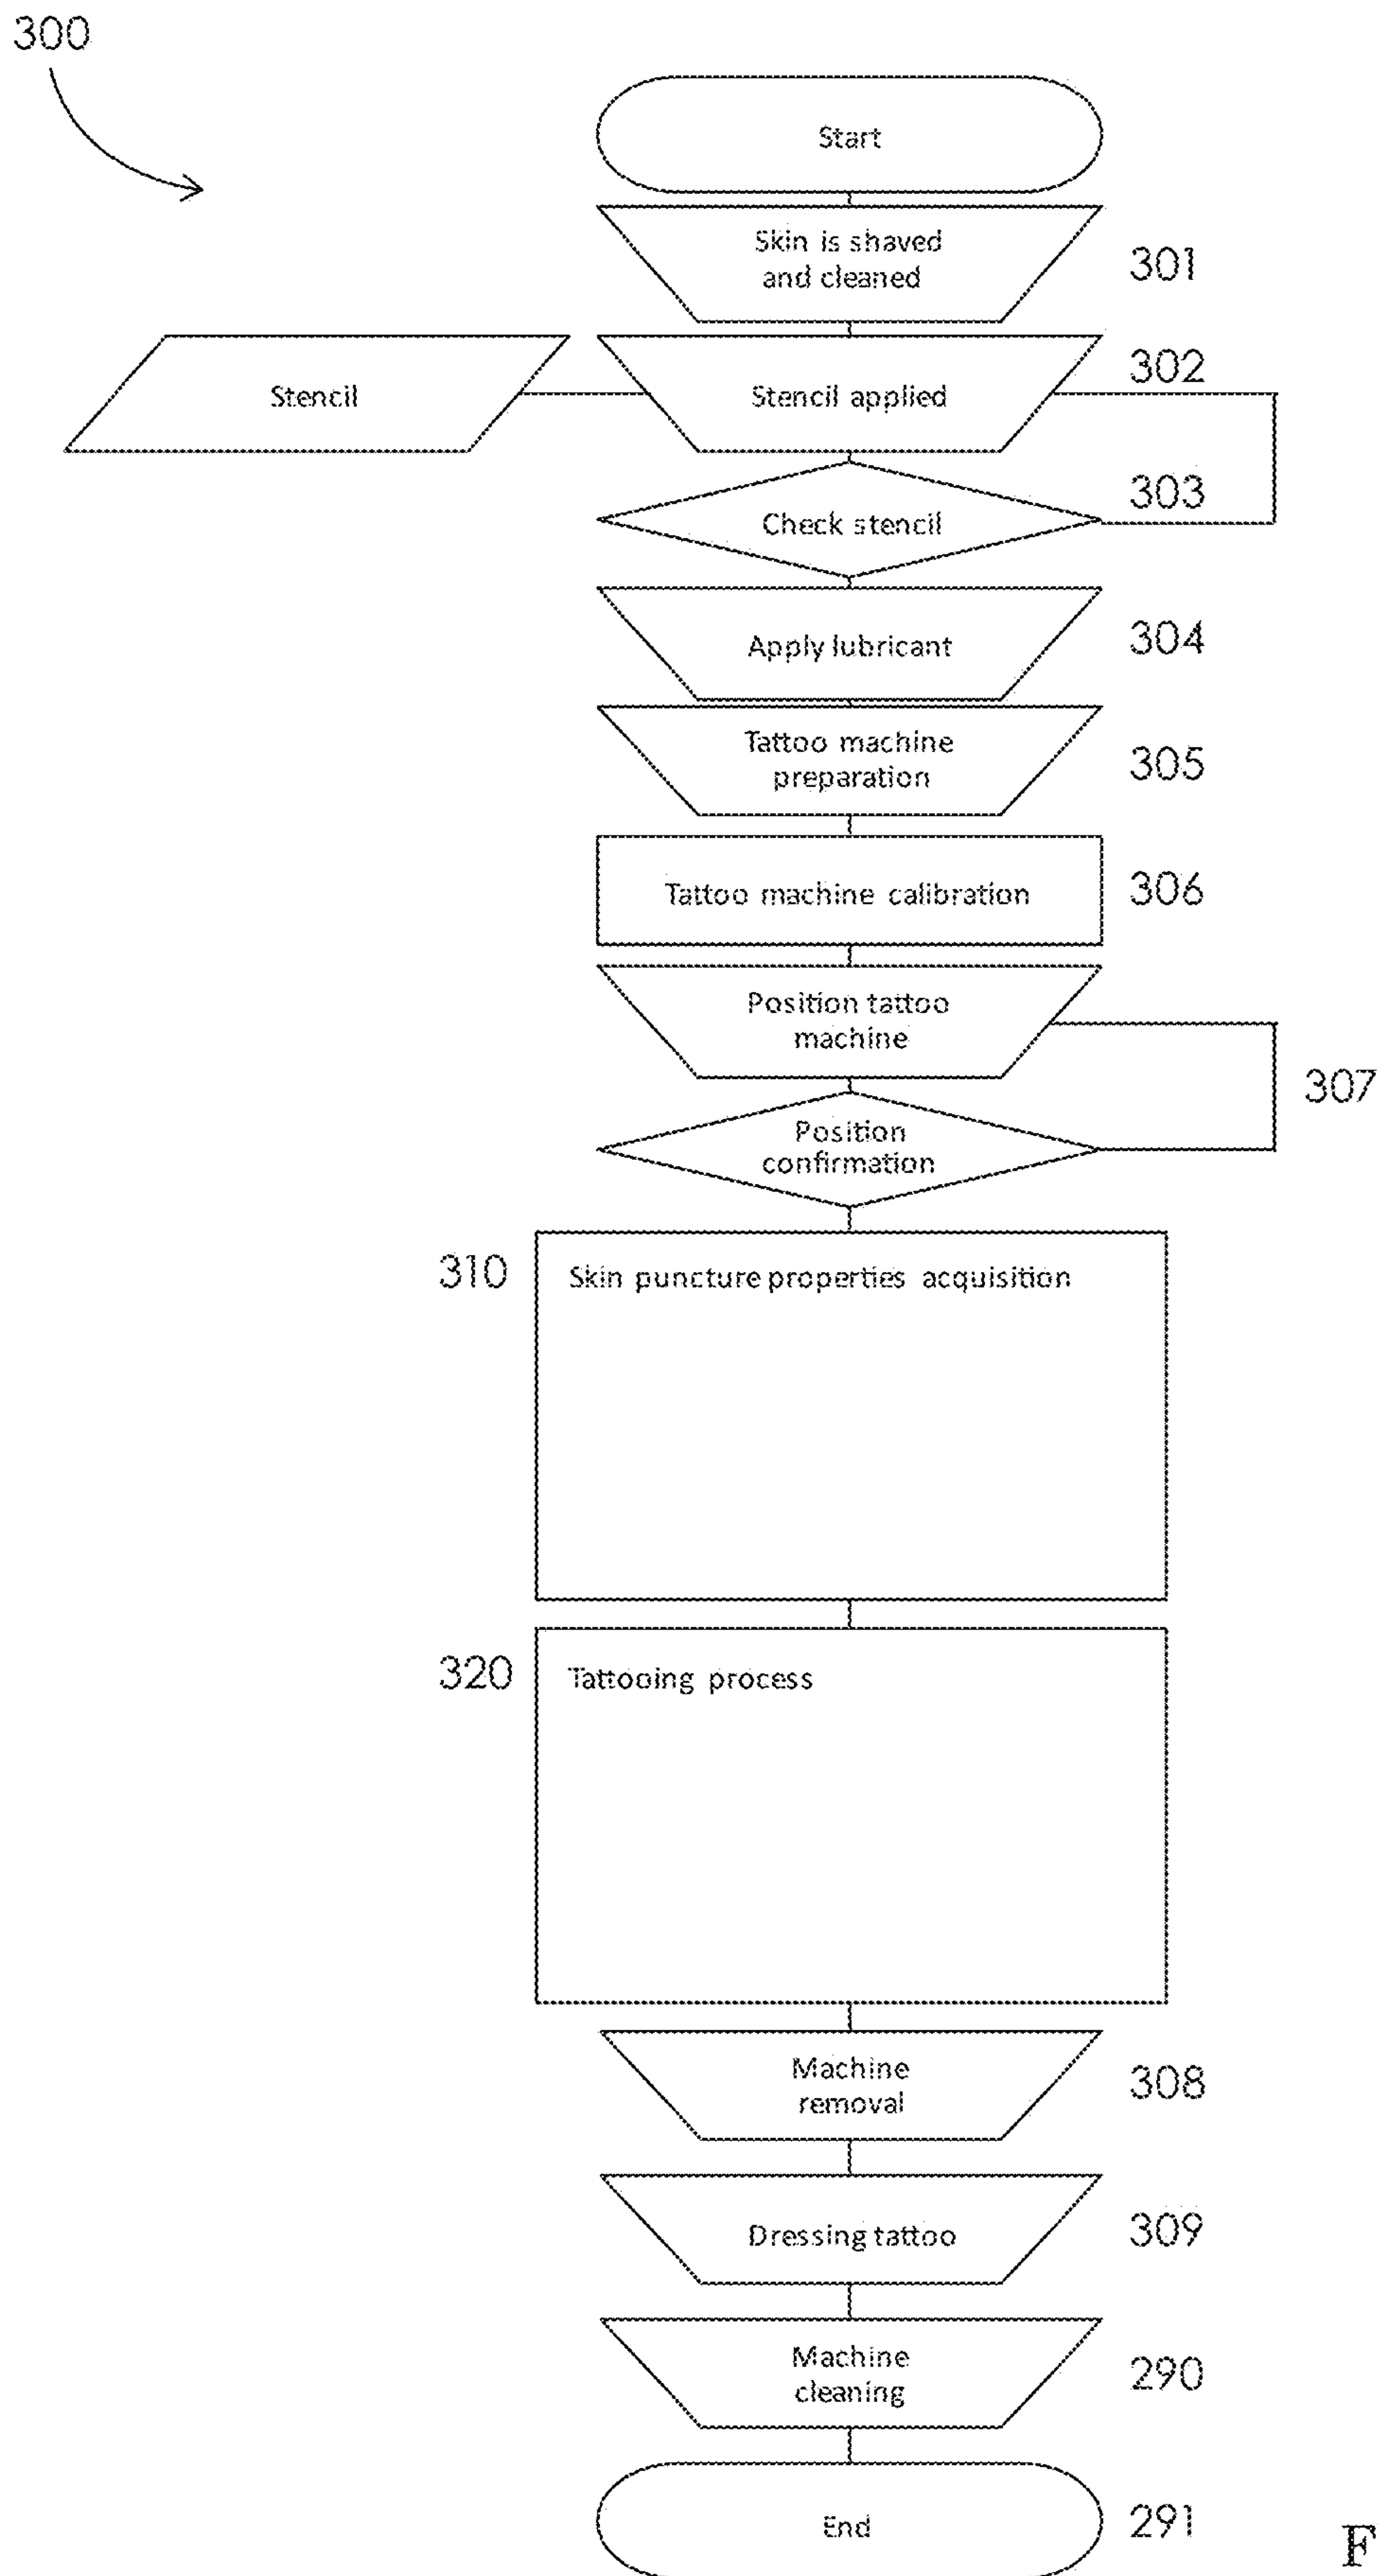 300
Start
Skin is shaved
and cleaned
301
Stencil
Stencil applied
302
Check stencil
303
Apply lubricant
304
Tattoo machine
preparation
305
Tattoo machine calibration
306
Position tattoo
machine
307
Position
confirmation
310
Skin puncture properties acquisition
320
Tattooing process
Machine
removal
308
Dressing tattoo
309
Machine
cleaning
290
End
291
F